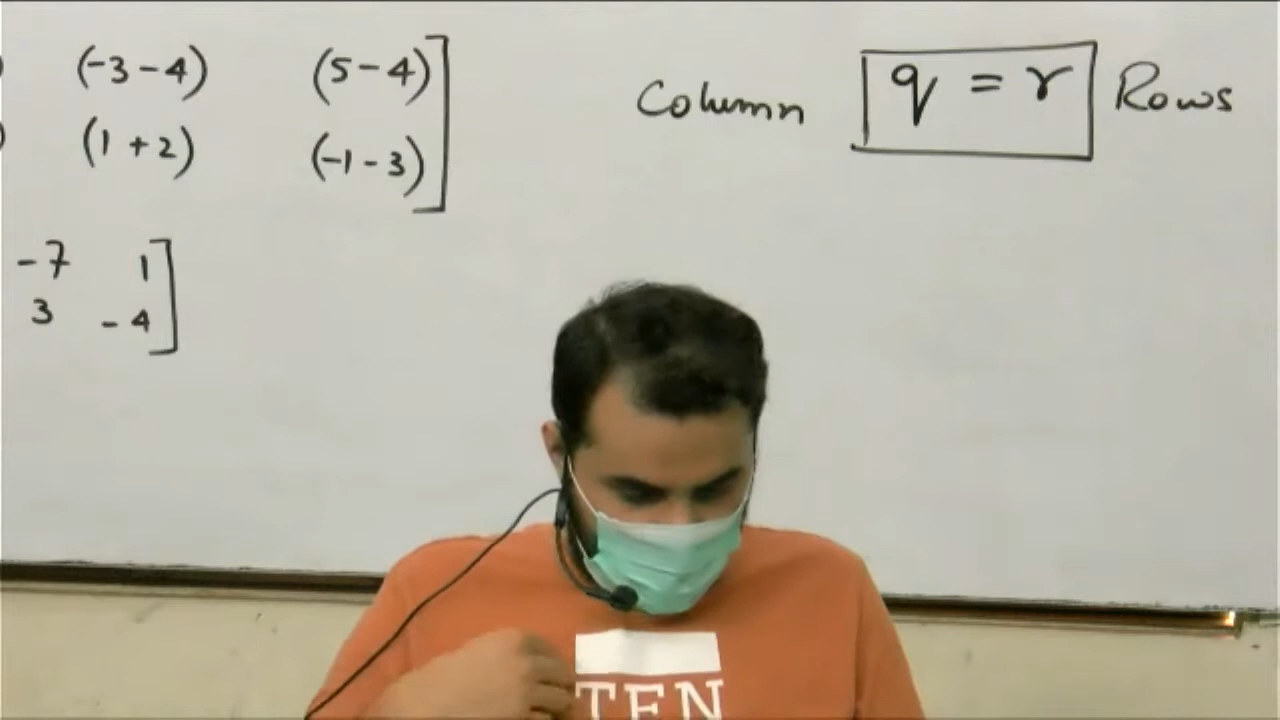 ) (-3 - 4) (5 - 4)]
) (1 + 2) (-1 - 3)]
-7 1]
3 -4]
Column q = r Rows
TEN